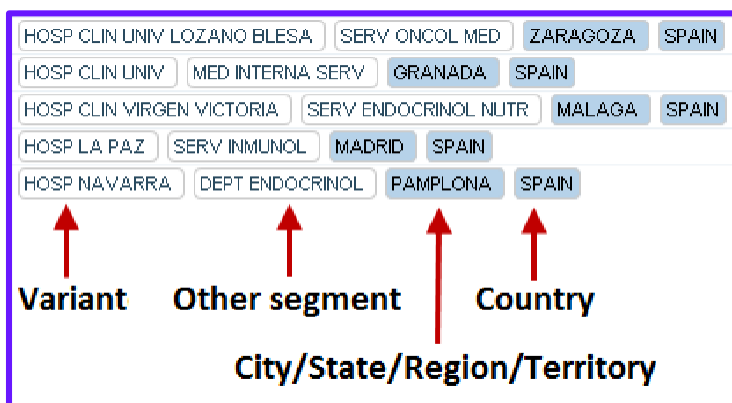 HOSP CLIN UNIV LOZANO BLESA SERV ONCOL MED ZARAGOZA SPAIN
HOSP CLIN UNIV MED INTERNA SERV GRANADA SPAIN
HOSP CLIN VIRGEN VICTORIA SERV ENDOCRINOL NUTR MALAGA SPAIN
HOSP LA PAZ SERV INMUNOL MADRID SPAIN
HOSP NAVARRA DEPT ENDOCRINOL PAMPLONA SPAIN
Variant Other segment Country
City/State/Region/Territory